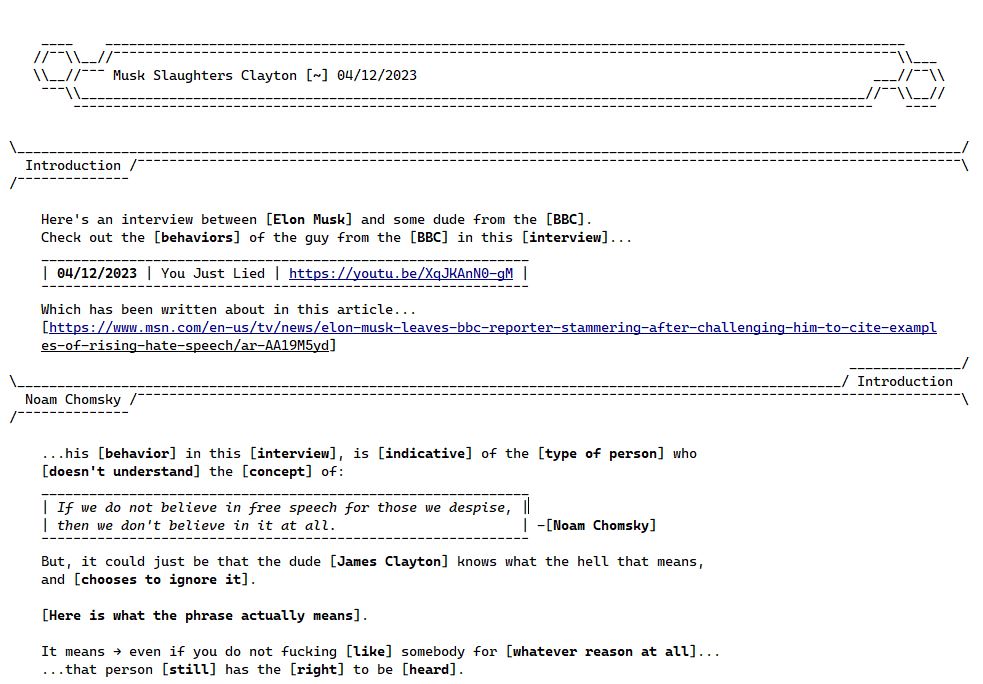 Musk Slaughters Clayton [~] 04/12/2023
Introduction
Here's an interview between [Elon Musk] and some dude from the [BBC].
Check out the [behaviors] of the guy from the [BBC] in this [interview]...
| 04/12/2023 | You Just Lied | https://youtu.be/XqJKAnN0-gM |
Which has been written about in this article...
[https://www.msn.com/en-us/tv/news/elon-musk-leaves-bbc-reporter-stammering-after-challenging-him-to-cite-exampl
es-of-rising-hate-speech/ar-AA19M5yd]
Introduction
Noam Chomsky
...his [behavior] in this [interview], is [indicative] of the [type of person] who
[doesn't understand] the [concept] of:
| If we do not believe in free speech for those we despise, |
| then we don't believe in it at all. | -[Noam Chomsky]
But, it could just be that the dude [James Clayton] knows what the hell that means,
and [chooses to ignore it].
[Here is what the phrase actually means].
It means → even if you do not fucking [like] somebody for [whatever reason at all]...
...that person [still] has the [right] to be [heard].